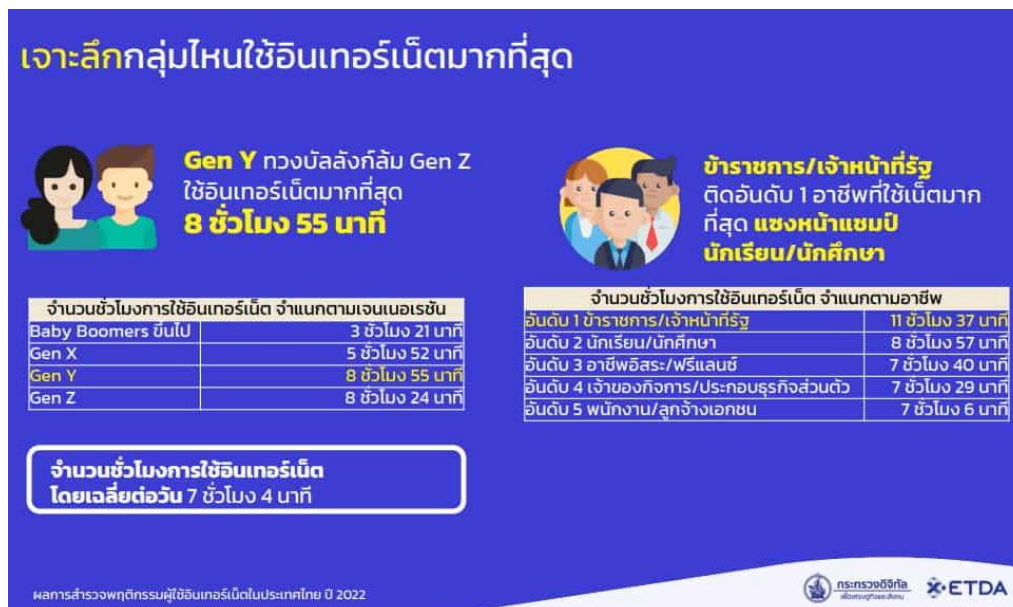 เจาะลึกกลุ่มไหนใช้อินเทอร์เน็ตมากที่สุด
Gen Y ทวงบัลลังก์ล้ม Gen Z
ใช้อินเทอร์เน็ตมากที่สุด
8 ชั่วโมง 55 นาที
ข้าราชการ/เจ้าหน้าที่รัฐ
ติดอันดับ 1 อาชีพที่ใช้เน็ตมาก
ที่สุด แซงหน้าแชมป์
นักเรียน/นักศึกษา
จำนวนชั่วโมงการใช้อินเทอร์เน็ต จำแนกตามเจนเนอเรชัน
Baby Boomers ขึ้นไป 3 ชั่วโมง 21 นาที
Gen X 5 ชั่วโมง 52 นาที
Gen Y 8 ชั่วโมง 55 นาที
Gen Z 8 ชั่วโมง 24 นาที
จำนวนชั่วโมงการใช้อินเทอร์เน็ต จำแนกตามอาชีพ
อันดับ 1 ข้าราชการ/เจ้าหน้าที่รัฐ 11 ชั่วโมง 37 นาที
อันดับ 2 นักเรียน/นักศึกษา 8 ชั่วโมง 57 นาที
อันดับ 3 อาชีพอิสระ/ฟรีแลนซ์ 7 ชั่วโมง 40 นาที
อันดับ 4 เจ้าของกิจการ/ประกอบธุรกิจส่วนตัว 7 ชั่วโมง 29 นาที
อันดับ 5 พนักงาน/ลูกจ้างเอกชน 7 ชั่วโมง 6 นาที
จำนวนชั่วโมงการใช้อินเทอร์เน็ต
โดยเฉลี่ยต่อวัน 7 ชั่วโมง 4 นาที
ผลการสำรวจพฤติกรรมผู้ใช้อินเทอร์เน็ตในประเทศไทย ปี 2022
กระทรวงดิจิทัล
เพื่อเศรษฐกิจและสังคม
ETDA